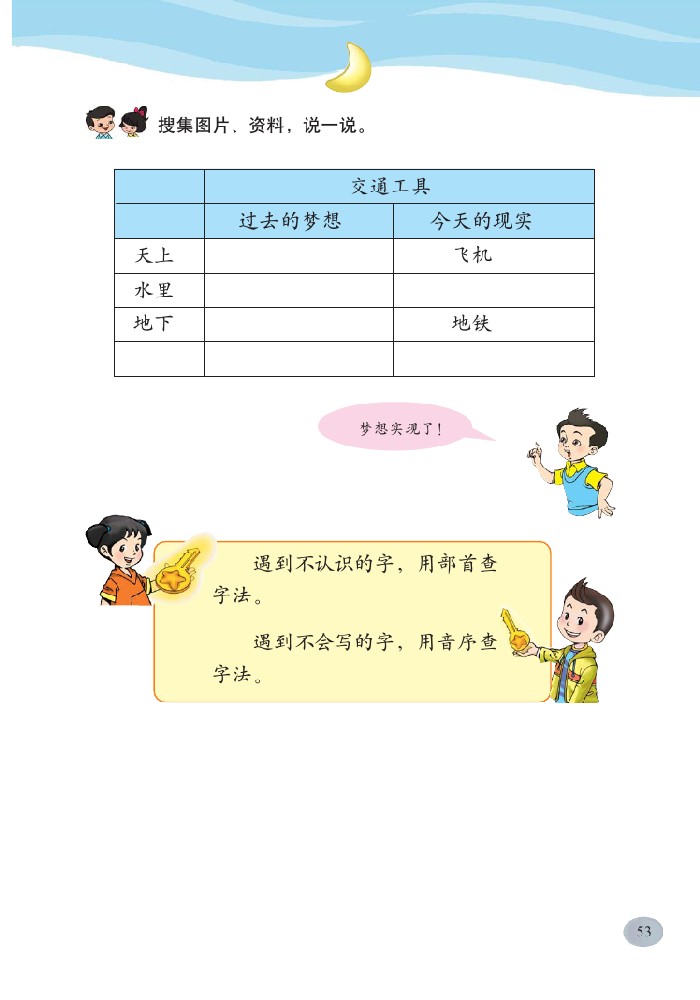 搜集图片、资料，说一说。
交通工具
过去的梦想 今天的现实
天上 飞机
水里
地下 地铁
梦想实现了！
遇到不认识的字，用部首查
字法。
遇到不会写的字，用音序查
字法。
53